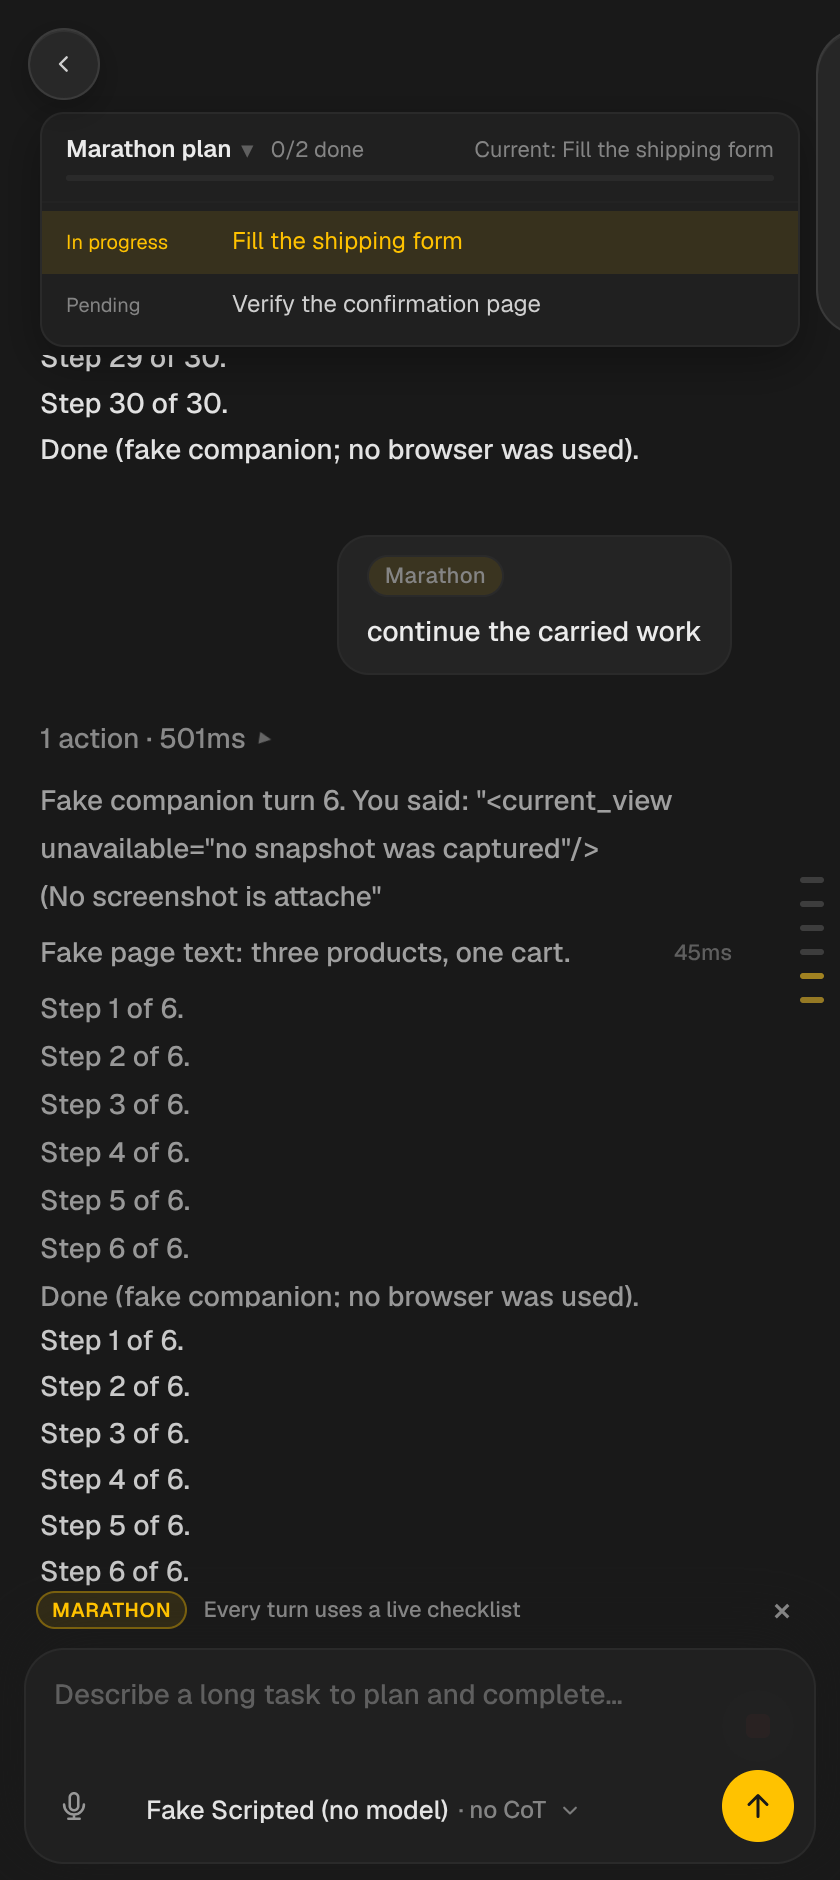 Marathon plan ▼ 0/2 done Current: Fill the shipping form
In progress Fill the shipping form
Pending Verify the confirmation page
Step 29 of 30.
Step 30 of 30.
Done (fake companion; no browser was used).
Marathon
continue the carried work
1 action · 501ms
Fake companion turn 6. You said: "<current_view
unavailable="no snapshot was captured"/>
(No screenshot is attache"
Fake page text: three products, one cart. 45ms
Step 1 of 6.
Step 2 of 6.
Step 3 of 6.
Step 4 of 6.
Step 5 of 6.
Step 6 of 6.
Done (fake companion; no browser was used).
Step 1 of 6.
Step 2 of 6.
Step 3 of 6.
Step 4 of 6.
Step 5 of 6.
Step 6 of 6.
MARATHON Every turn uses a live checklist
Describe a long task to plan and complete…
Fake Scripted (no model) · no CoT